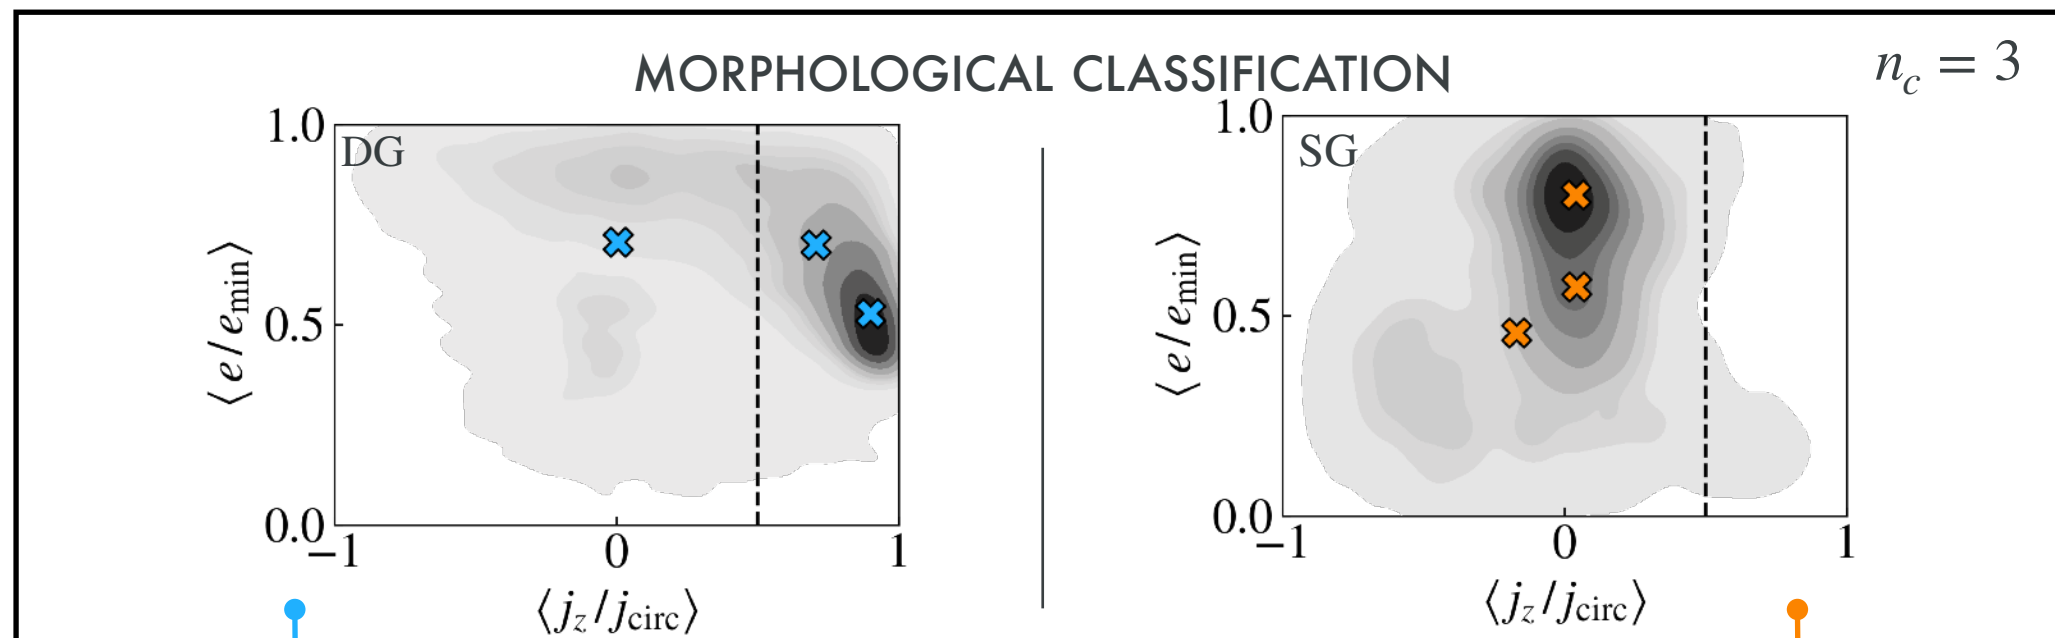 MORPHOLOGICAL CLASSIFICATION
n_c = 3
DG
1.0
0.5
0.0
−1 0 1
⟨e/e_min⟩
⟨j_z/j_circ⟩
SG
1.0
0.5
0.0
−1 0 1
⟨e/e_min⟩
⟨j_z/j_circ⟩